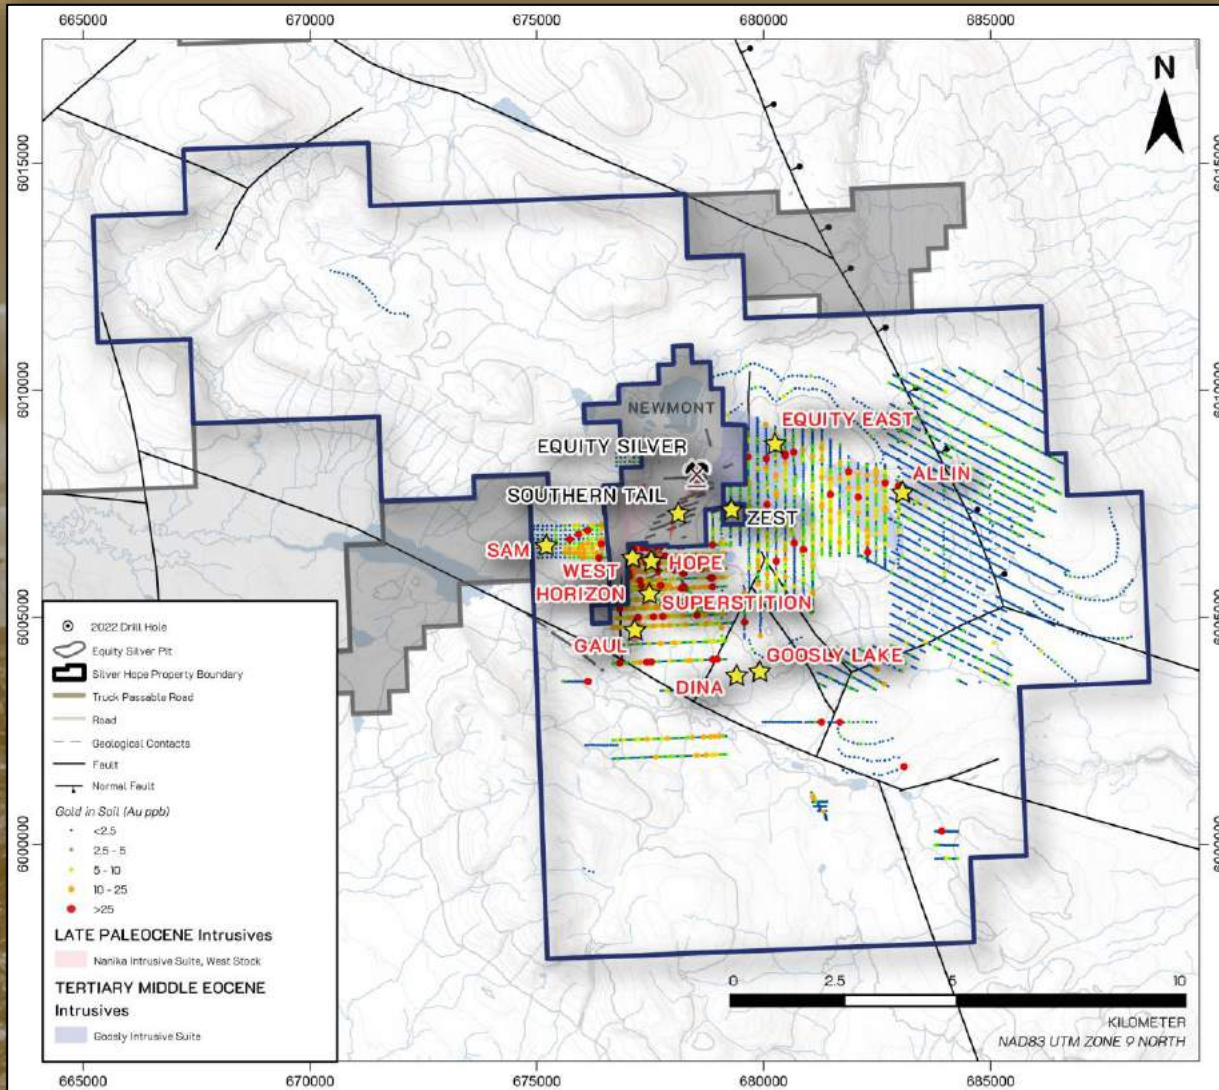 665000
670000
675000
680000
685000
N
6015000
6015000
6010000
6010000
NEWMONT
EQUITY EAST
EQUITY SILVER
ALLIN
SOUTHERN TAIL
ZEST
SAM
WEST
HOPE
HORIZON
SUPERSTITION
6005000
6005000
GAUL
GOOSLY LAKE
DINA
2022 Drill Hole
Equity Silver Pit
Silver Hope Property Boundary
Truck Passable Road
Road
Geological Contacts
Fault
Normal Fault
Gold in Soil (Au ppb)
<2.5
2.5 - 5
5 - 10
10 - 25
>25
6000000
6000000
LATE PALEOCENE Intrusives
Nanika Intrusive Suite, West Stock
TERTIARY MIDDLE EOCENE
Intrusives
Goosly Intrusive Suite
0
2.5
5
10
KILOMETER
NAD83 UTM ZONE 9 NORTH
665000
670000
675000
680000
685000